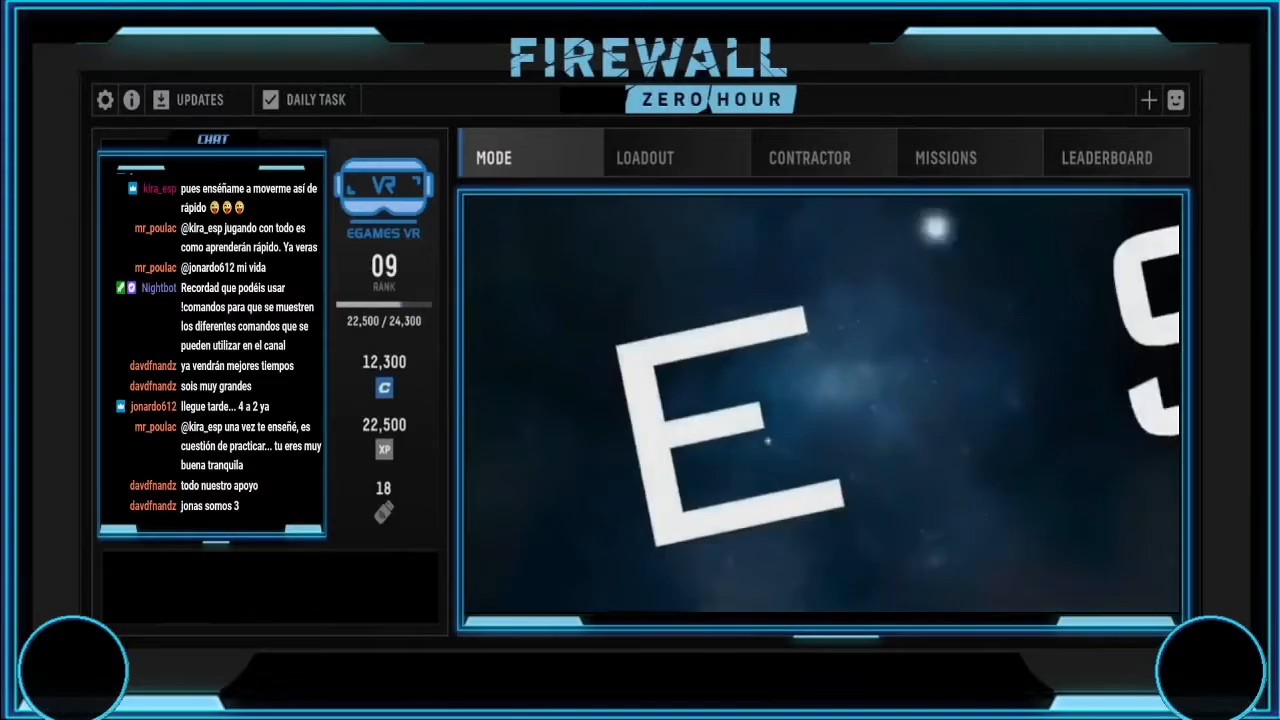 FIREWALL
ZERO HOUR
UPDATES
DAILY TASK
CHAT
kira_esp pues enséñame a moverme así de
rápido 😜😜😜
mr_poulac @kira_esp jugando con todo es
como aprenderán rápido. Ya veras
mr_poulac @jonardo612 mi vida
Nightbot Recordad que podéis usar
!comandos para que se muestren
los diferentes comandos que se
pueden utilizar en el canal
davdfnandz ya vendrán mejores tiempos
davdfnandz sois muy grandes
jonardo612 llegue tarde... 4 a 2 ya
mr_poulac @kira_esp una vez te enseñé, es
cuestión de practicar... tu eres muy
buena tranquila
davdfnandz todo nuestro apoyo
davdfnandz jonas somos 3
VR
EGAMES VR
09
RANK
22,500 / 24,300
12,300
C
22,500
XP
18
MODE
LOADOUT
CONTRACTOR
MISSIONS
LEADERBOARD
E S